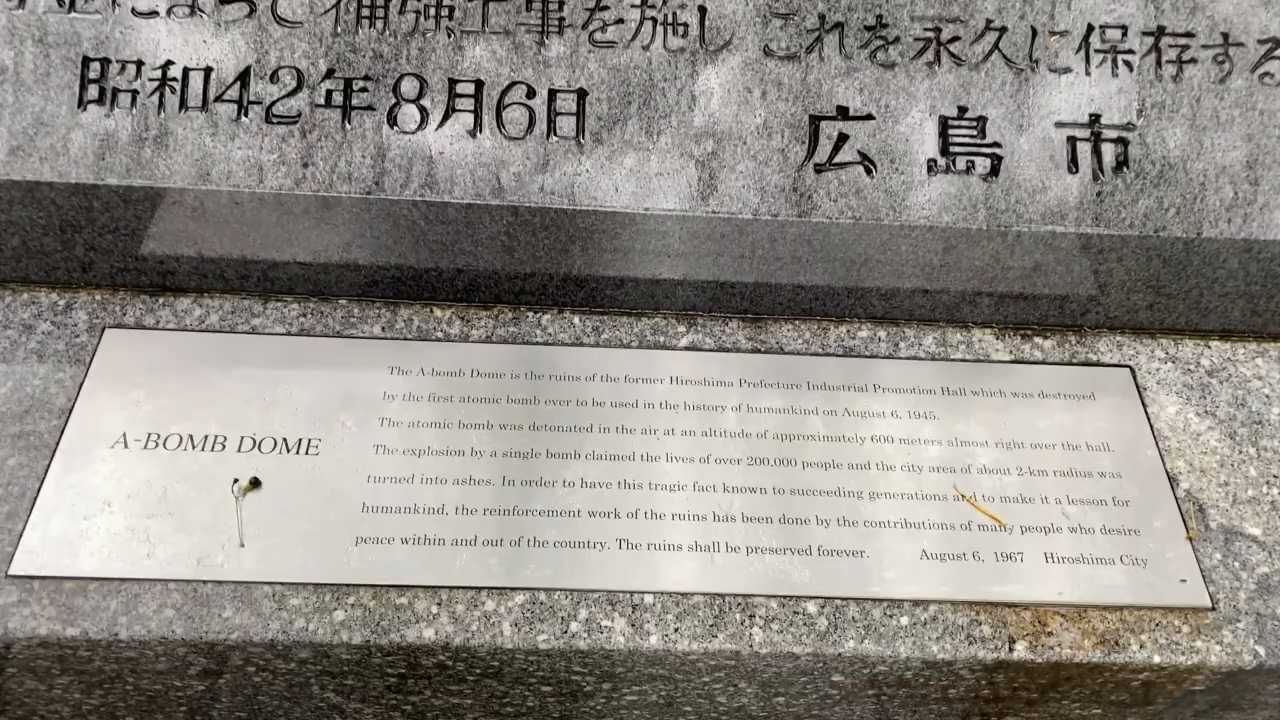 によって 補強工事を施し これを永久に保存する
昭和42年8月6日 広島市
A-BOMB DOME
The A-bomb Dome is the ruins of the former Hiroshima Prefecture Industrial Promotion Hall which was destroyed
by the first atomic bomb ever to be used in the history of humankind on August 6, 1945.
The atomic bomb was detonated in the air at an altitude of approximately 600 meters almost right over the hall.
The explosion by a single bomb claimed the lives of over 200,000 people and the city area of about 2-km radius was
turned into ashes. In order to have this tragic fact known to succeeding generations and to make it a lesson for
humankind, the reinforcement work of the ruins has been done by the contributions of many people who desire
peace within and out of the country. The ruins shall be preserved forever. August 6, 1967 Hiroshima City